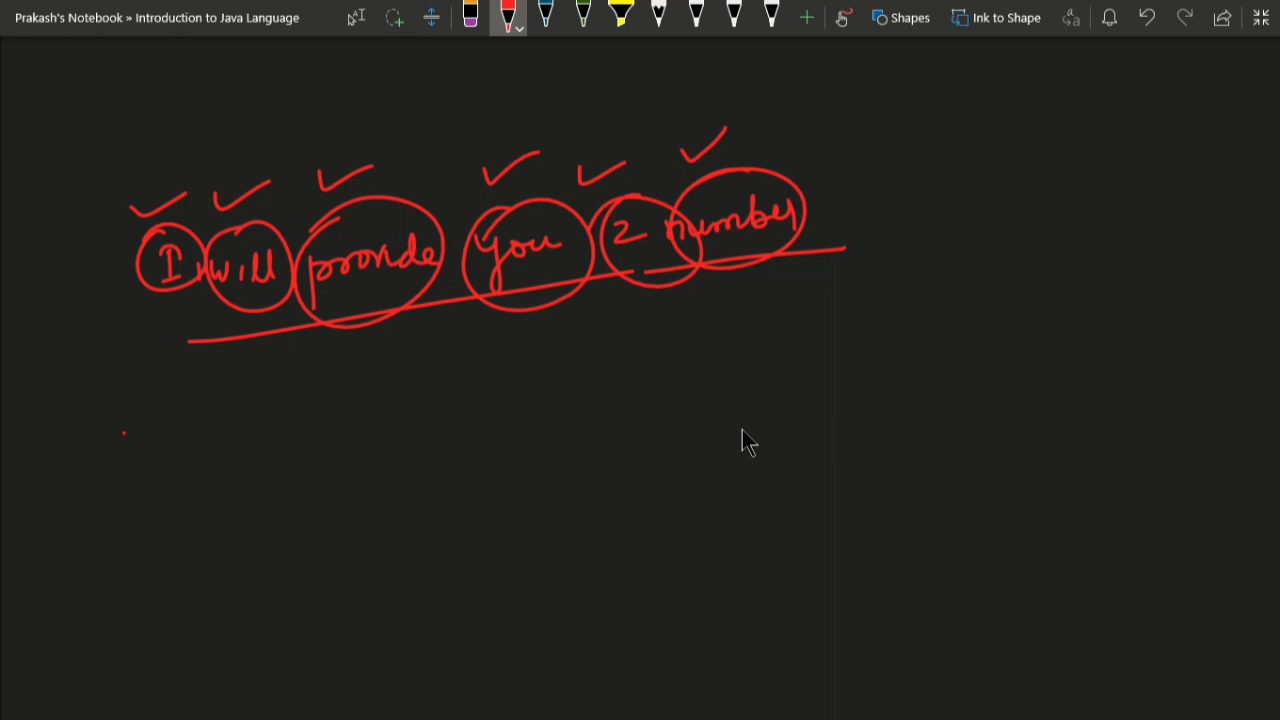 Prakash's Notebook » Introduction to Java Language
Shapes
Ink to Shape
I will provide you 2 number